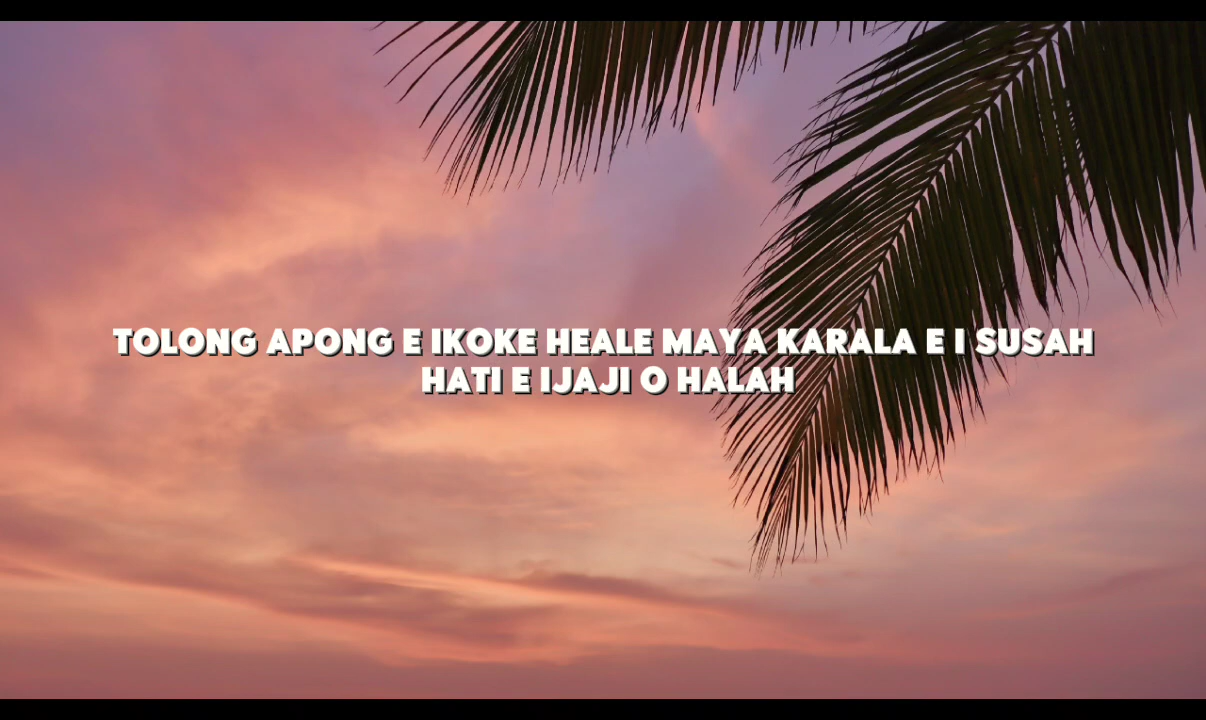 TOLONG APONG E IKOKE HEALE MAYA KARALA E I SUSAH
HATI E IJAJI O HALAH